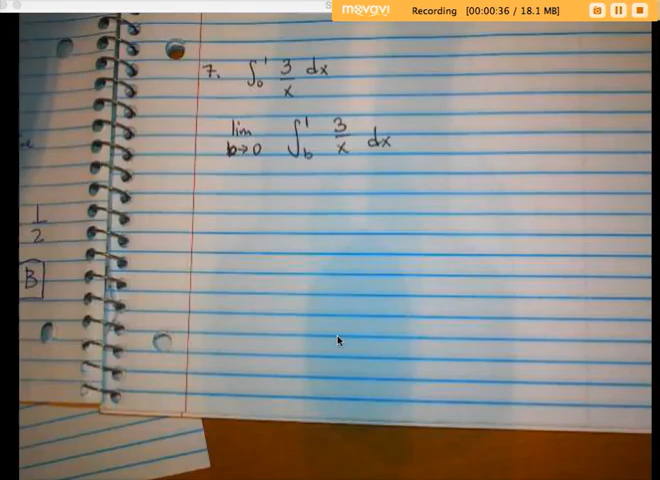 movavi Recording [00:00:36 / 18.1 MB]
7. ∫₀¹ 3/x dx
lim b→0 ∫_b¹ 3/x dx
1
2
B